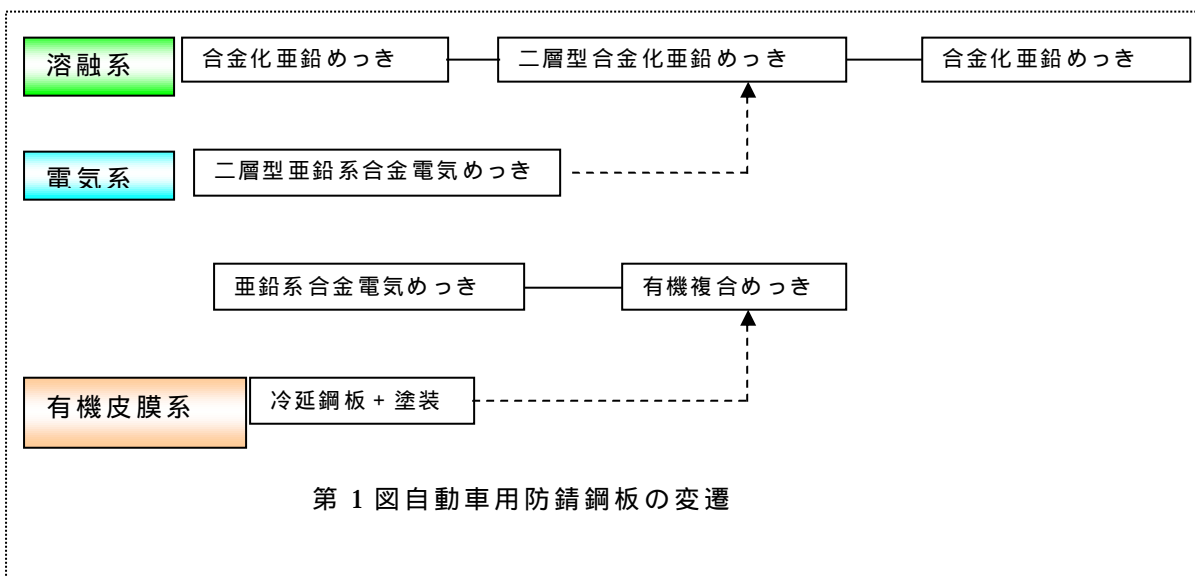 溶融系
合金化亜鉛めっき
二層型合金化亜鉛めっき
合金化亜鉛めっき
電気系
二層型亜鉛系合金電気めっき
亜鉛系合金電気めっき
有機複合めっき
有機皮膜系
冷延鋼板+塗装
第1図自動車用防錆鋼板の変遷